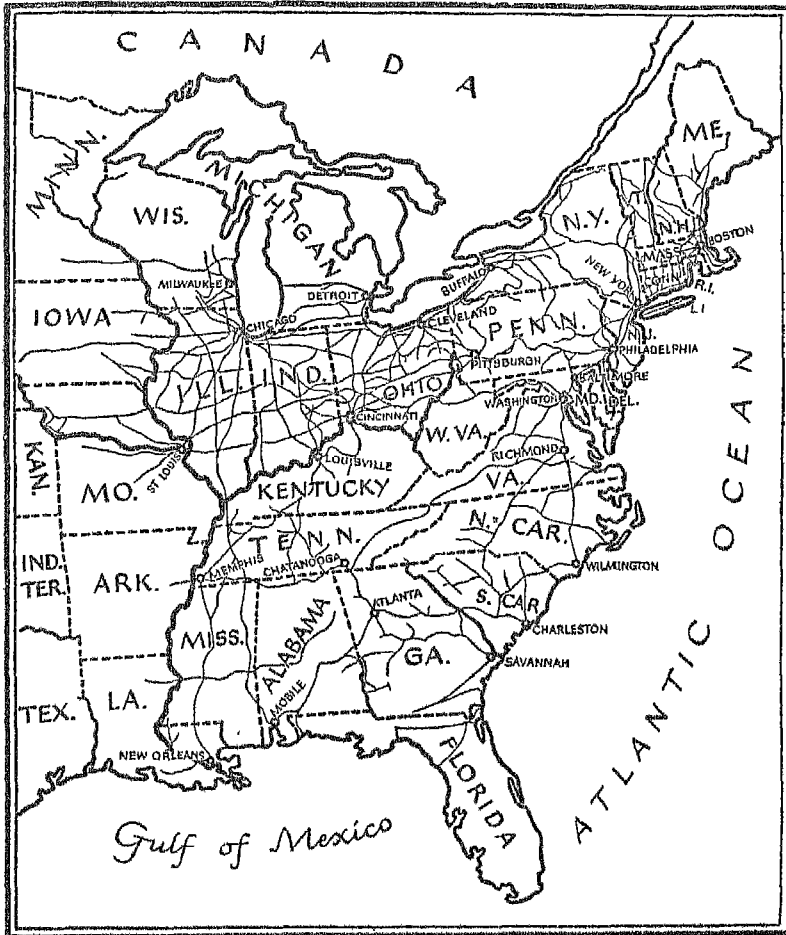 CANADA
MINN.
MICHIGAN
ME.
WIS.
N.Y.
N.H.
BOSTON
MASS.
CONN.
R.I.
L.I.
NEW YORK
BUFFALO
MILWAUKEE
DETROIT
CLEVELAND
CHICAGO
IOWA
PENN.
N.J.
PHILADELPHIA
PITTSBURGH
BALTIMORE
ILL.
IND.
OHIO
WASHINGTON
MD.
DEL.
CINCINNATI
W. VA.
KAN.
MO.
ST LOUIS
LOUISVILLE
RICHMOND
VA.
KENTUCKY
N. CAR.
TENN.
IND. TER.
ARK.
MEMPHIS
CHATANOOGA
WILMINGTON
ATLANTA
S. CAR.
CHARLESTON
MISS.
ALABAMA
GA.
SAVANNAH
TEX.
LA.
MOBILE
NEW ORLEANS
FLORIDA
Gulf of Mexico
ATLANTIC OCEAN